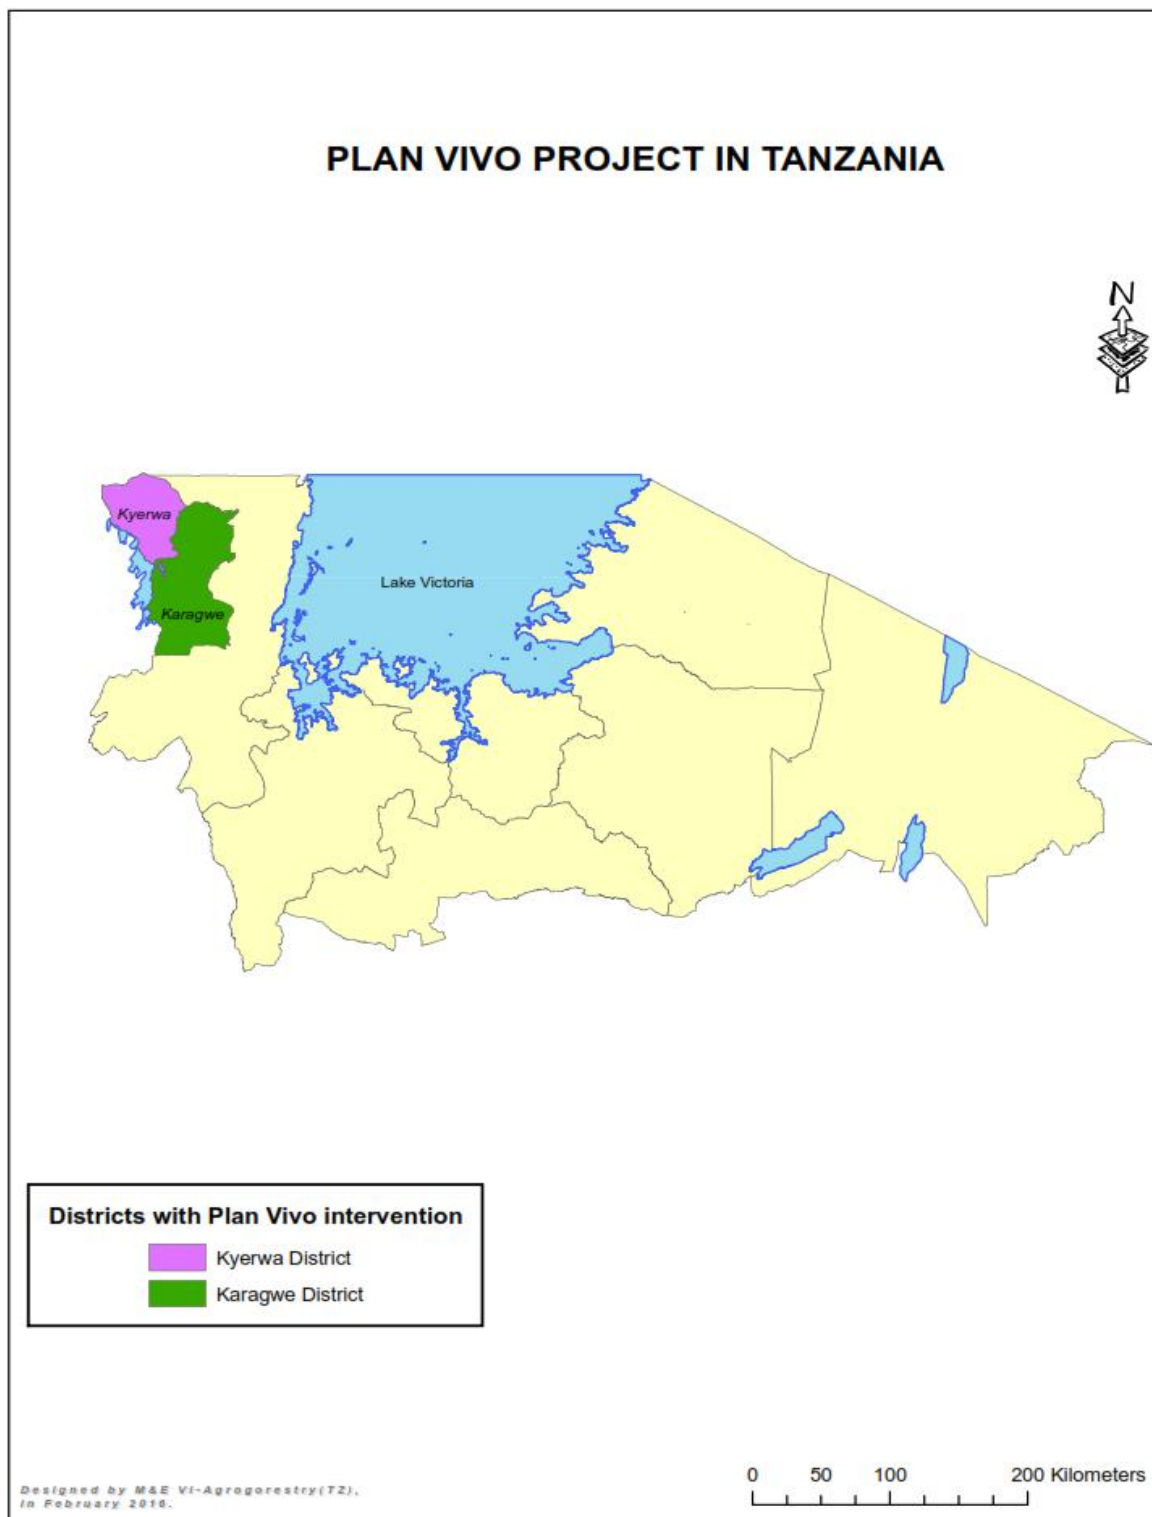 PLAN VIVO PROJECT IN TANZANIA
N
Kyerwa
Lake Victoria
Karagwe
Districts with Plan Vivo intervention
Kyerwa District
Karagwe District
Designed by M&E VI-Agrogorestry(TZ),
in February 2016.
0 50 100 200 Kilometers